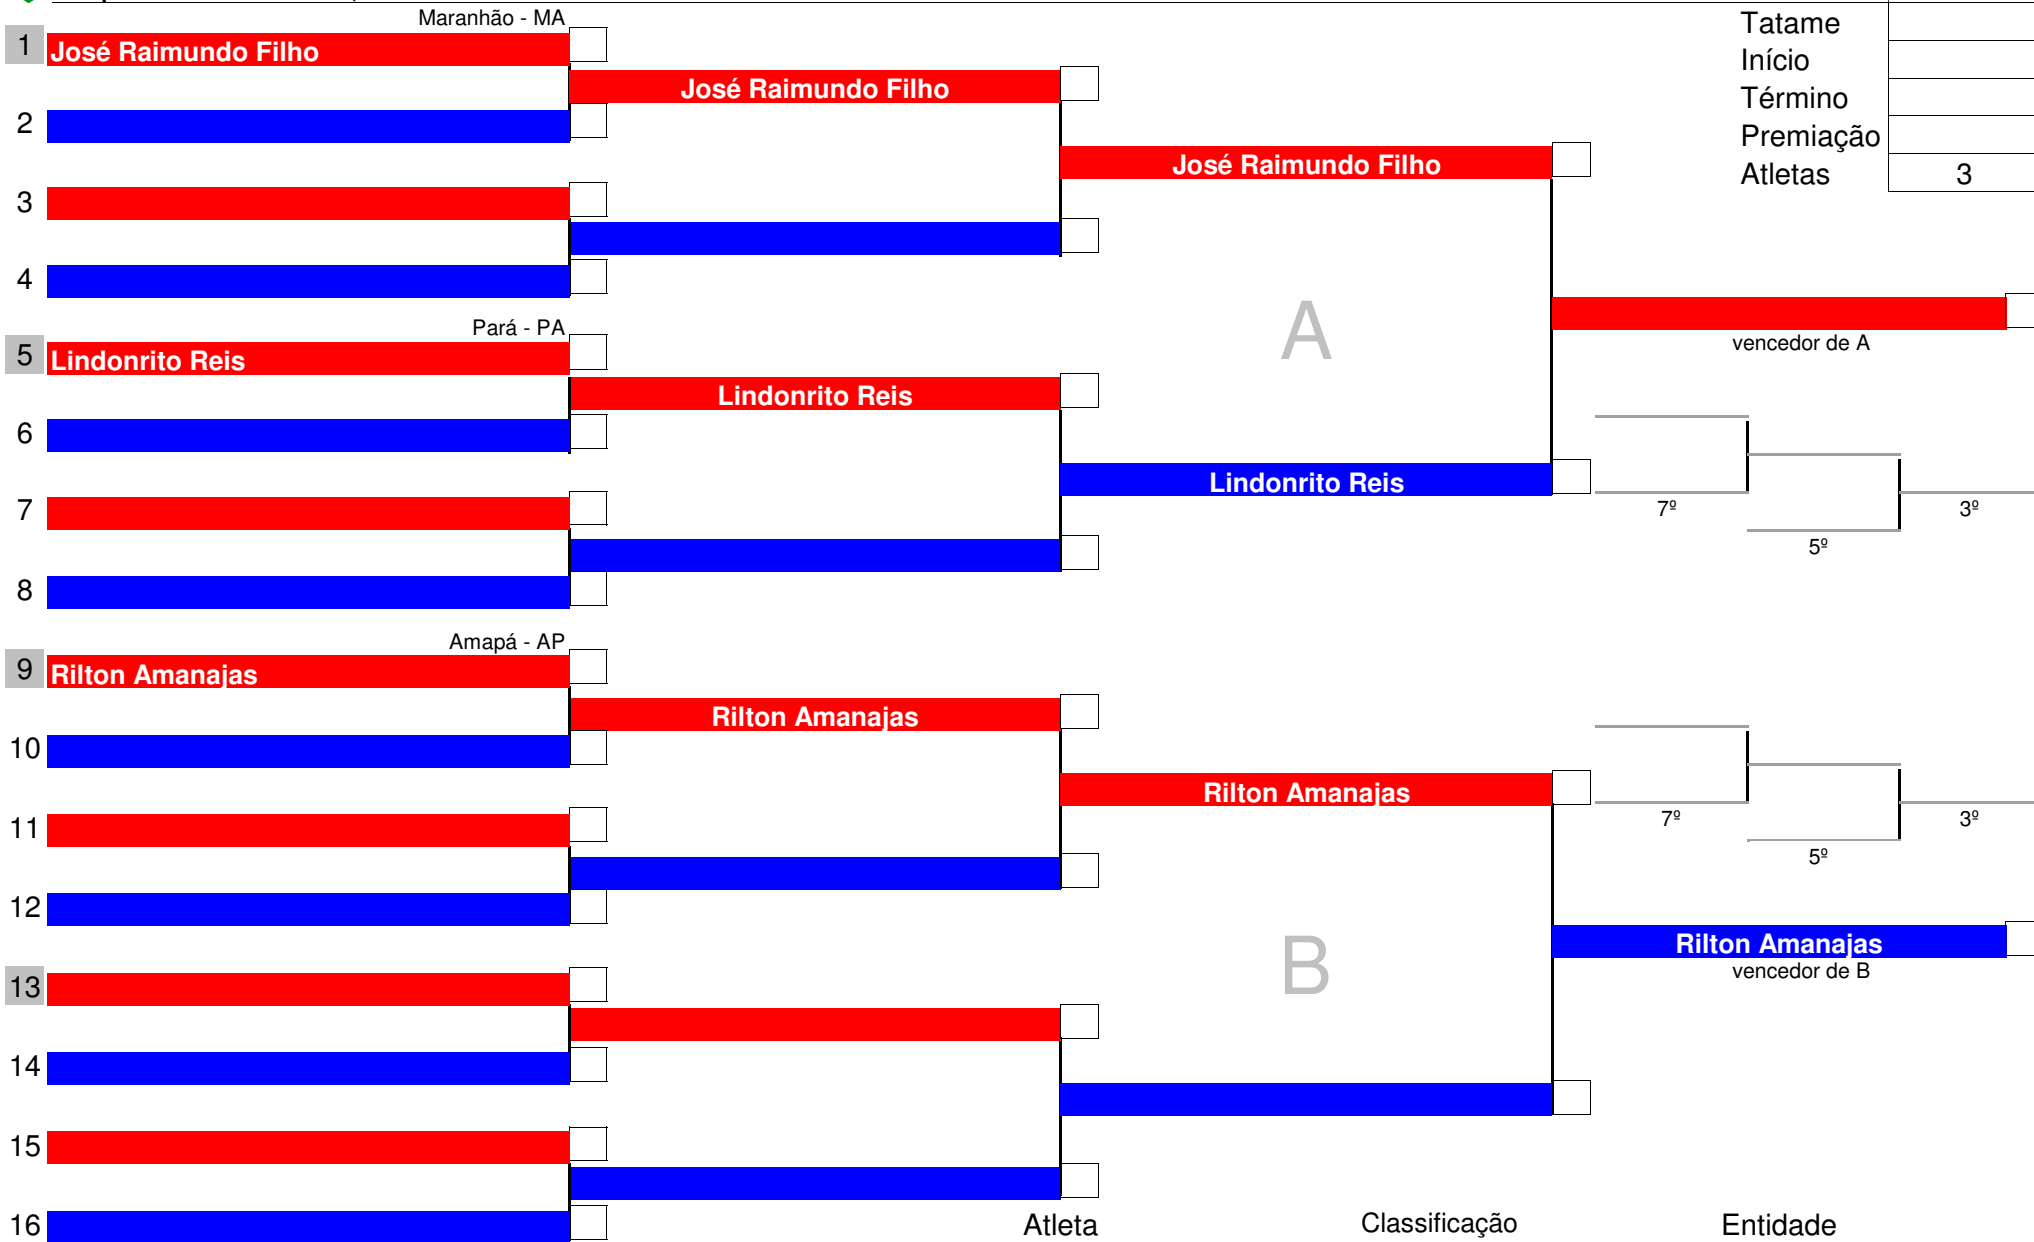 Maranhão - MA
Tatame
1 José Raimundo Filho
Início
José Raimundo Filho
Término
2
Premiação
José Raimundo Filho
Atletas 3
3
4
Pará - PA
vencedor de A
5 Lindonrito Reis
A
Lindonrito Reis
6
Lindonrito Reis
7
7º 3º
5º
8
Amapá - AP
9 Rilton Amanajas
Rilton Amanajas
10
Rilton Amanajas
7º 3º
11
5º
12
Rilton Amanajas
B
vencedor de B
13
14
15
16
Atleta Classificação Entidade